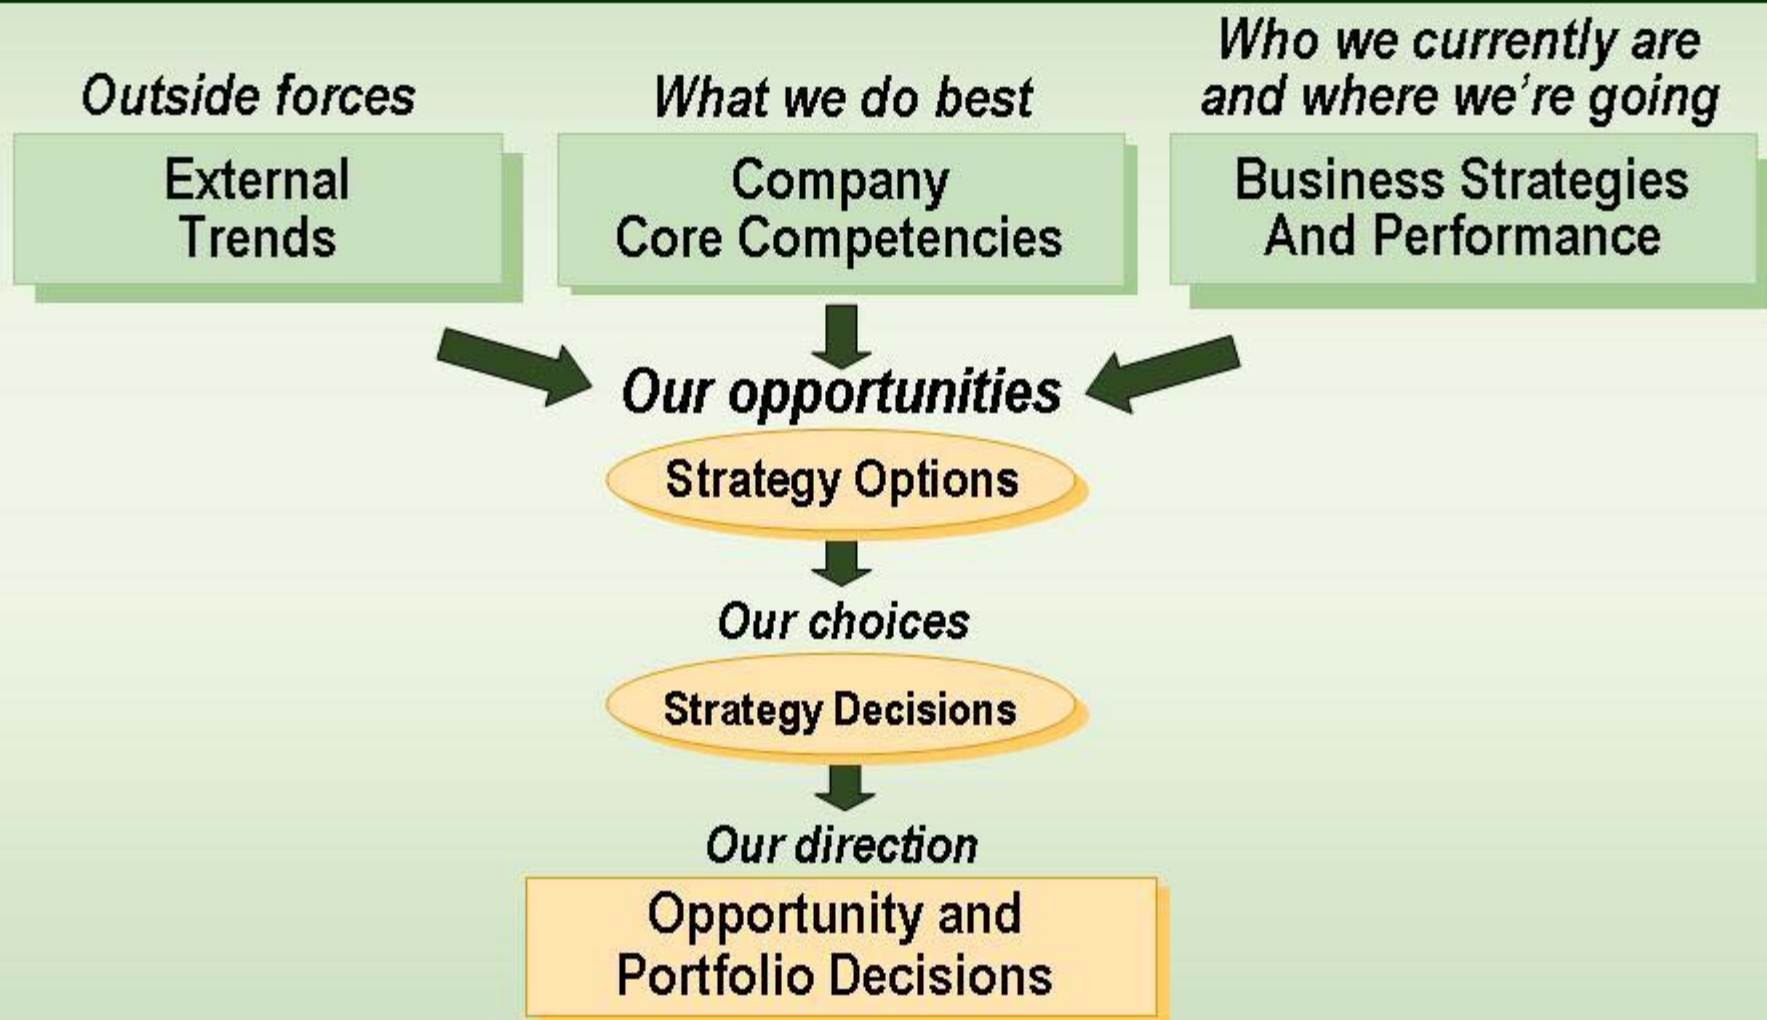 Outside forces
External
Trends
What we do best
Company
Core Competencies
Who we currently are
and where we're going
Business Strategies
And Performance
Our opportunities
Strategy Options
Our choices
Strategy Decisions
Our direction
Opportunity and
Portfolio Decisions